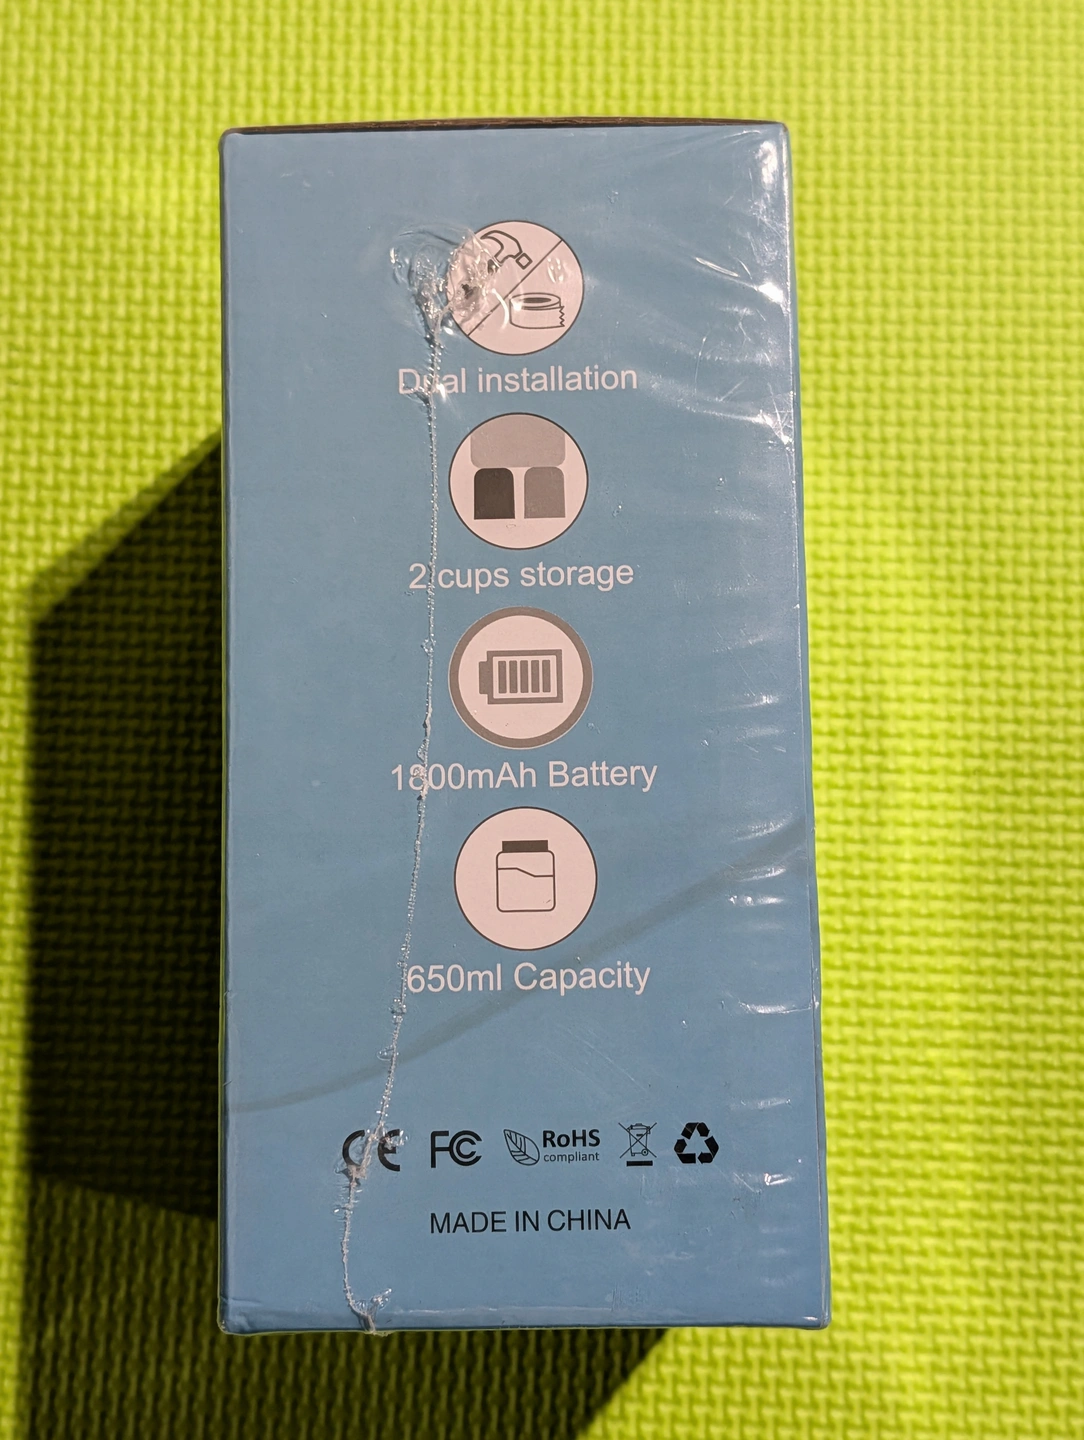 Dual installation
2 cups storage
1800mAh Battery
650ml Capacity
CE FC RoHS
compliant
MADE IN CHINA